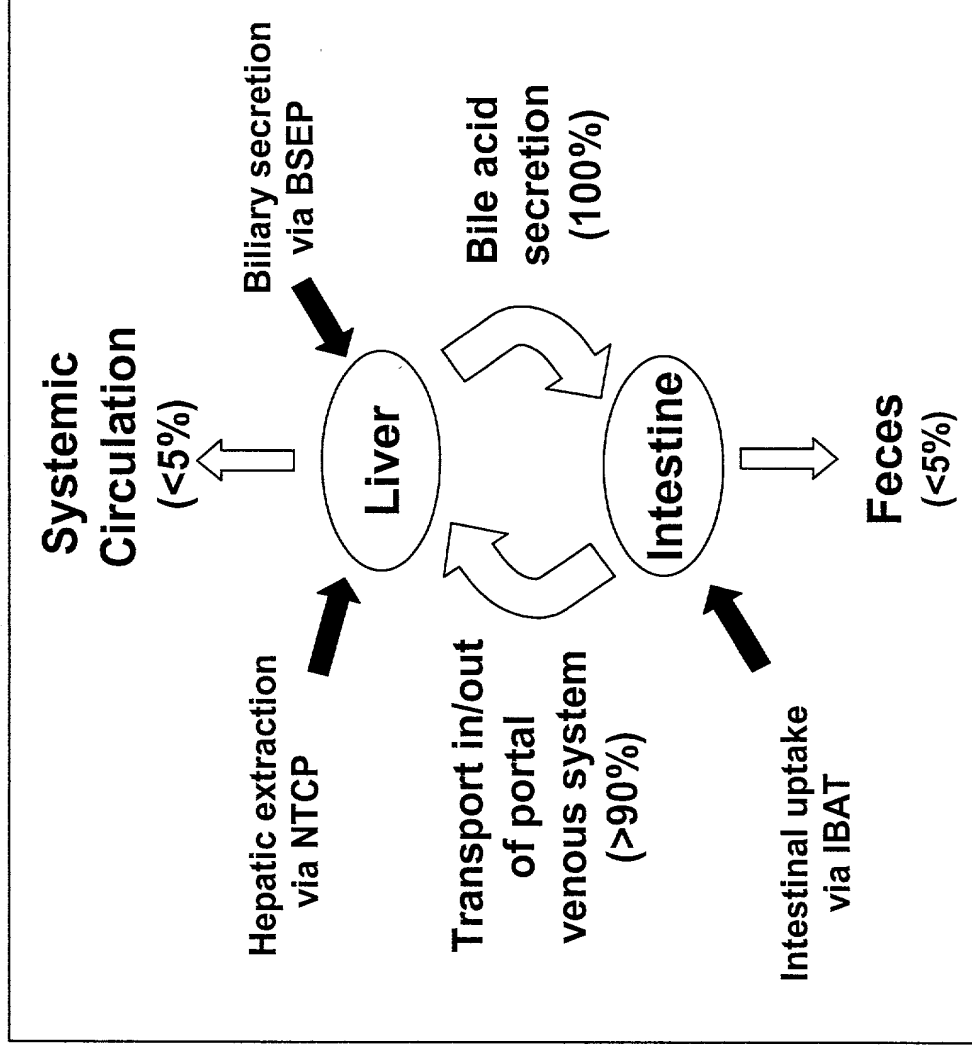 Systemic
Circulation
(<5%)
Hepatic extraction
via NTCP
Biliary secretion
via BSEP
Liver
Transport in/out
of portal
venous system
(>90%)
Bile acid
secretion
(100%)
Intestine
Intestinal uptake
via IBAT
Feces
(<5%)